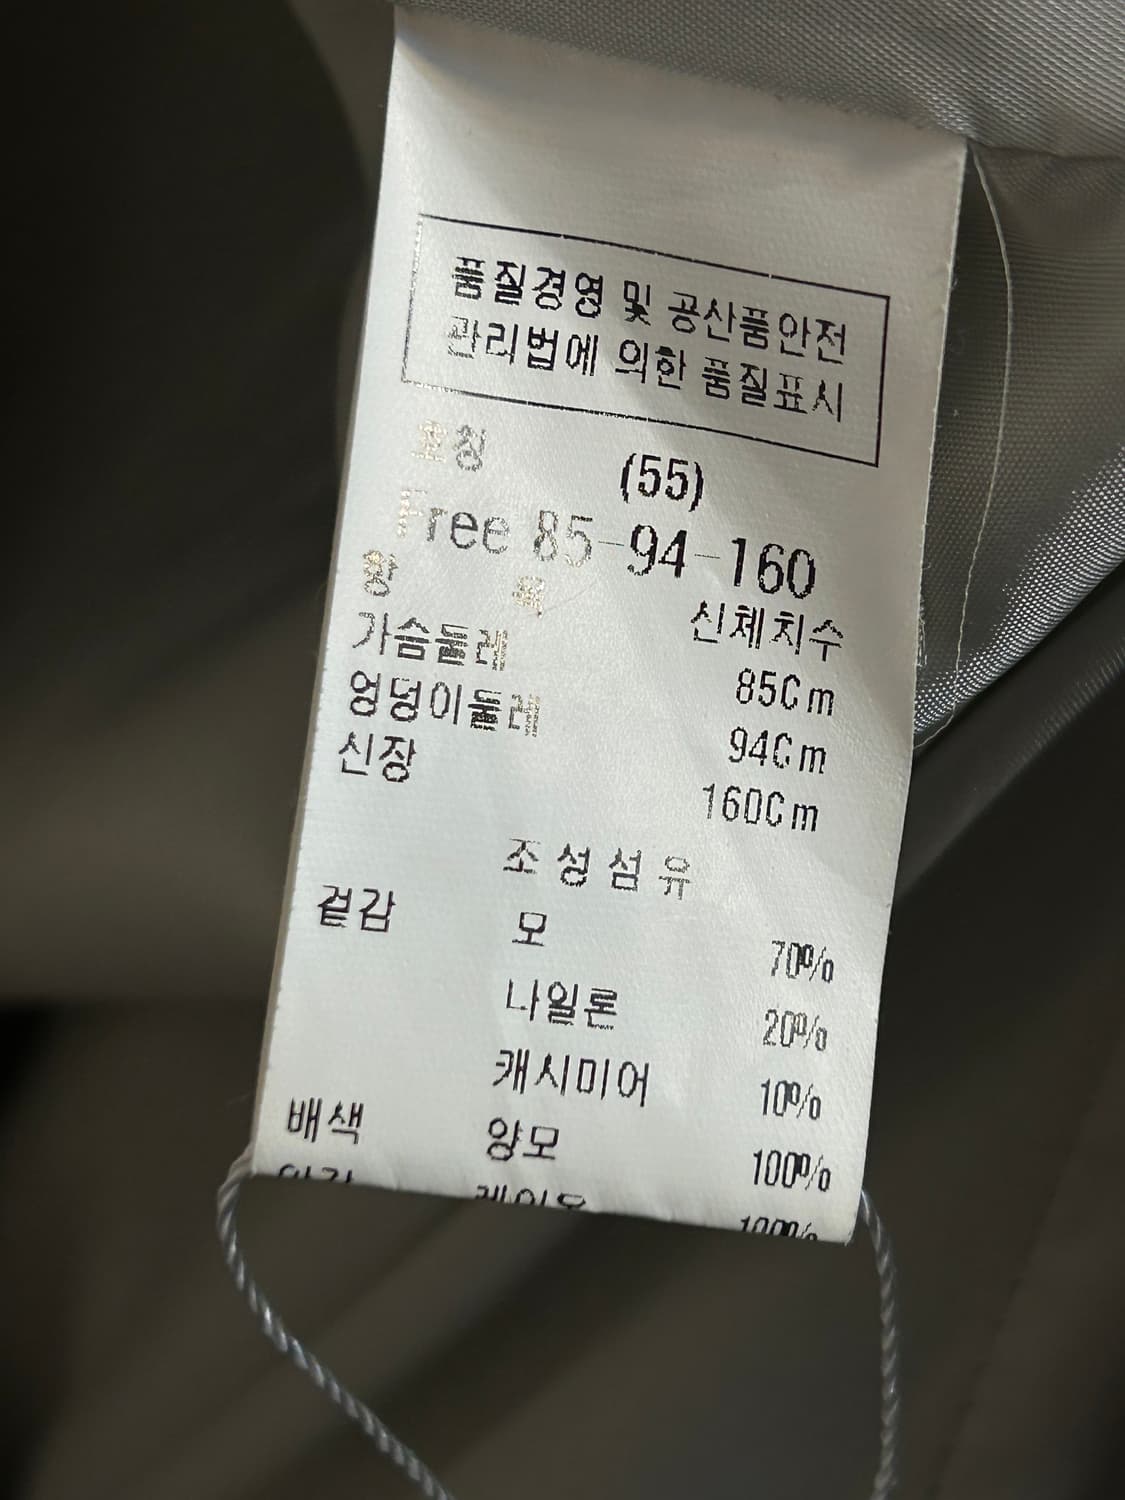 품질경영 및 공산품안전
관리법에 의한 품질표시
호칭 (55)
Free 85-94-160
항 목 신체치수
가슴둘레 85Cm
엉덩이둘레 94Cm
신장 160Cm
조성섬유
겉감 모 70%
나일론 20%
캐시미어 10%
배색 양모 100%